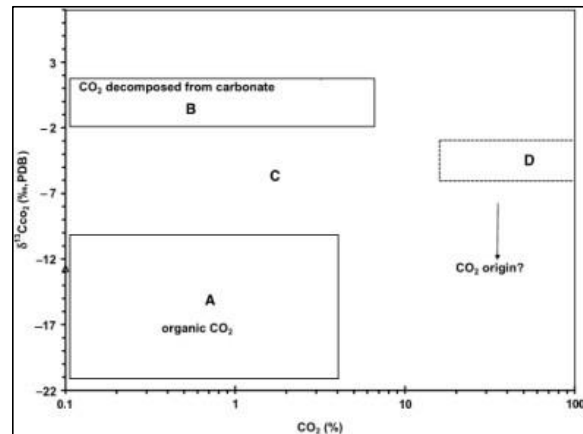 3
CO₂ decomposed from carbonate
B
−2
D
C
−7
δ¹³Cco₂ (‰, PDB)
−12
CO₂ origin?
A
−17
organic CO₂
−22
0.1
1
10
100
CO₂ (%)